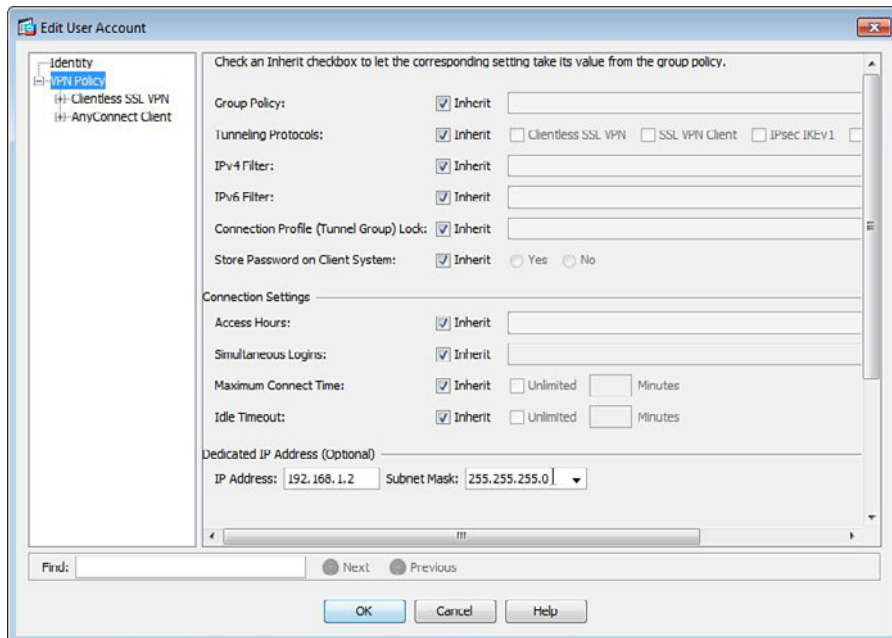 Edit User Account
Identity
VPN Policy
Clientless SSL VPN
AnyConnect Client
Check an Inherit checkbox to let the corresponding setting take its value from the group policy.
Group Policy: Inherit
Tunneling Protocols: Inherit Clientless SSL VPN SSL VPN Client IPsec IKEv1
IPv4 Filter: Inherit
IPv6 Filter: Inherit
Connection Profile (Tunnel Group) Lock: Inherit
Store Password on Client System: Inherit Yes No
Connection Settings
Access Hours: Inherit
Simultaneous Logins: Inherit
Maximum Connect Time: Inherit Unlimited Minutes
Idle Timeout: Inherit Unlimited Minutes
Dedicated IP Address (Optional)
IP Address: 192.168.1.2 Subnet Mask: 255.255.255.0
Find: Next Previous
OK Cancel Help